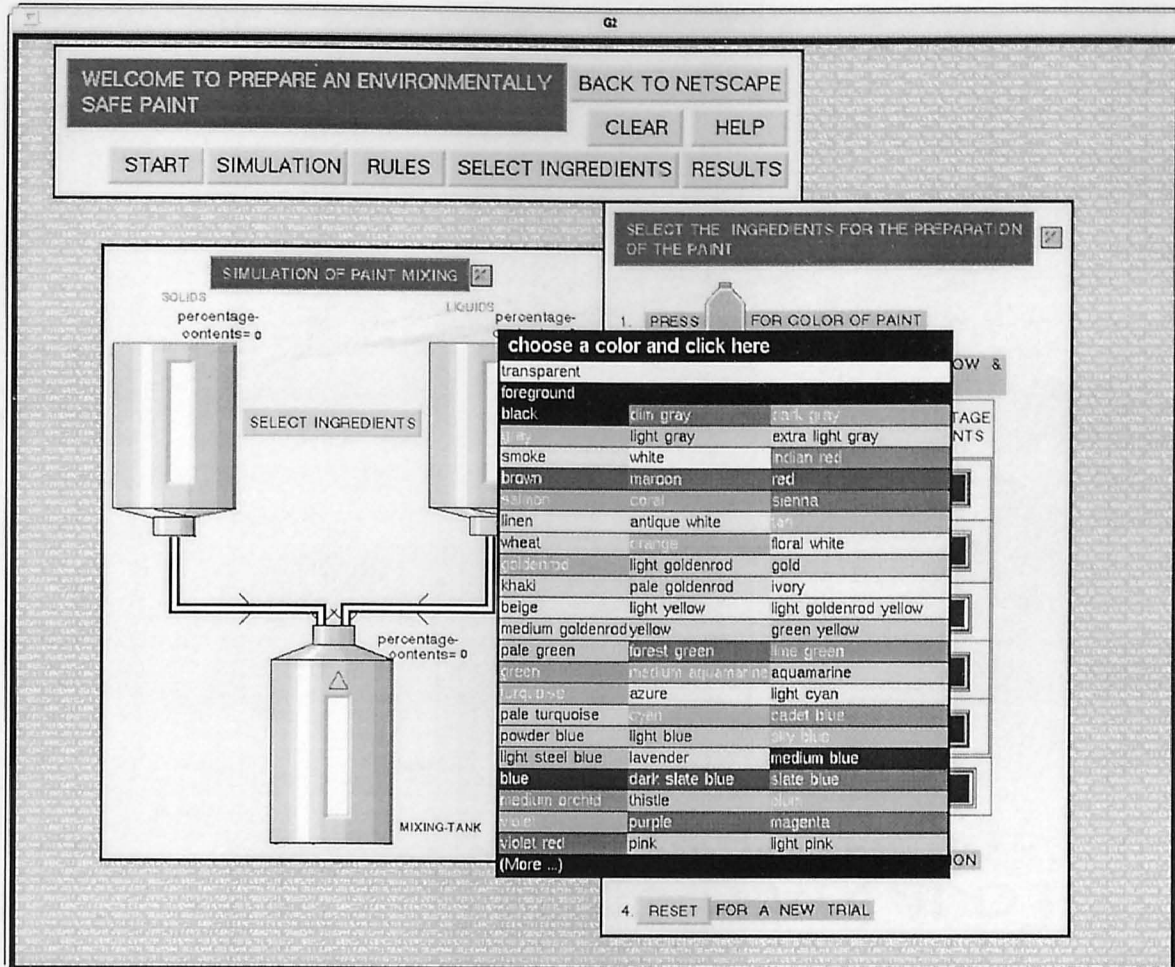 G2
WELCOME TO PREPARE AN ENVIRONMENTALLY
SAFE PAINT
BACK TO NETSCAPE
CLEAR HELP
START SIMULATION RULES SELECT INGREDIENTS RESULTS
SIMULATION OF PAINT MIXING
SOLIDS
percentage-
contents= 0
LIQUIDS
percentage-
SELECT INGREDIENTS
percentage-
contents= 0
MIXING-TANK
SELECT THE INGREDIENTS FOR THE PREPARATION
OF THE PAINT
1. PRESS FOR COLOR OF PAINT
OW &
TAGE
NTS
choose a color and click here
transparent
foreground
black dim gray dark gray
gray light gray extra light gray
smoke white indian red
brown maroon red
salmon coral sienna
linen antique white tan
wheat orange floral white
goldenrod light goldenrod gold
khaki pale goldenrod ivory
beige light yellow light goldenrod yellow
medium goldenrod yellow green yellow
pale green forest green lime green
green medium aquamarine aquamarine
turquoise azure light cyan
pale turquoise cyan cadet blue
powder blue light blue sky blue
light steel blue lavender medium blue
blue dark slate blue slate blue
medium orchid thistle plum
violet purple magenta
violet red pink light pink
(More ...)
ON
4. RESET FOR A NEW TRIAL